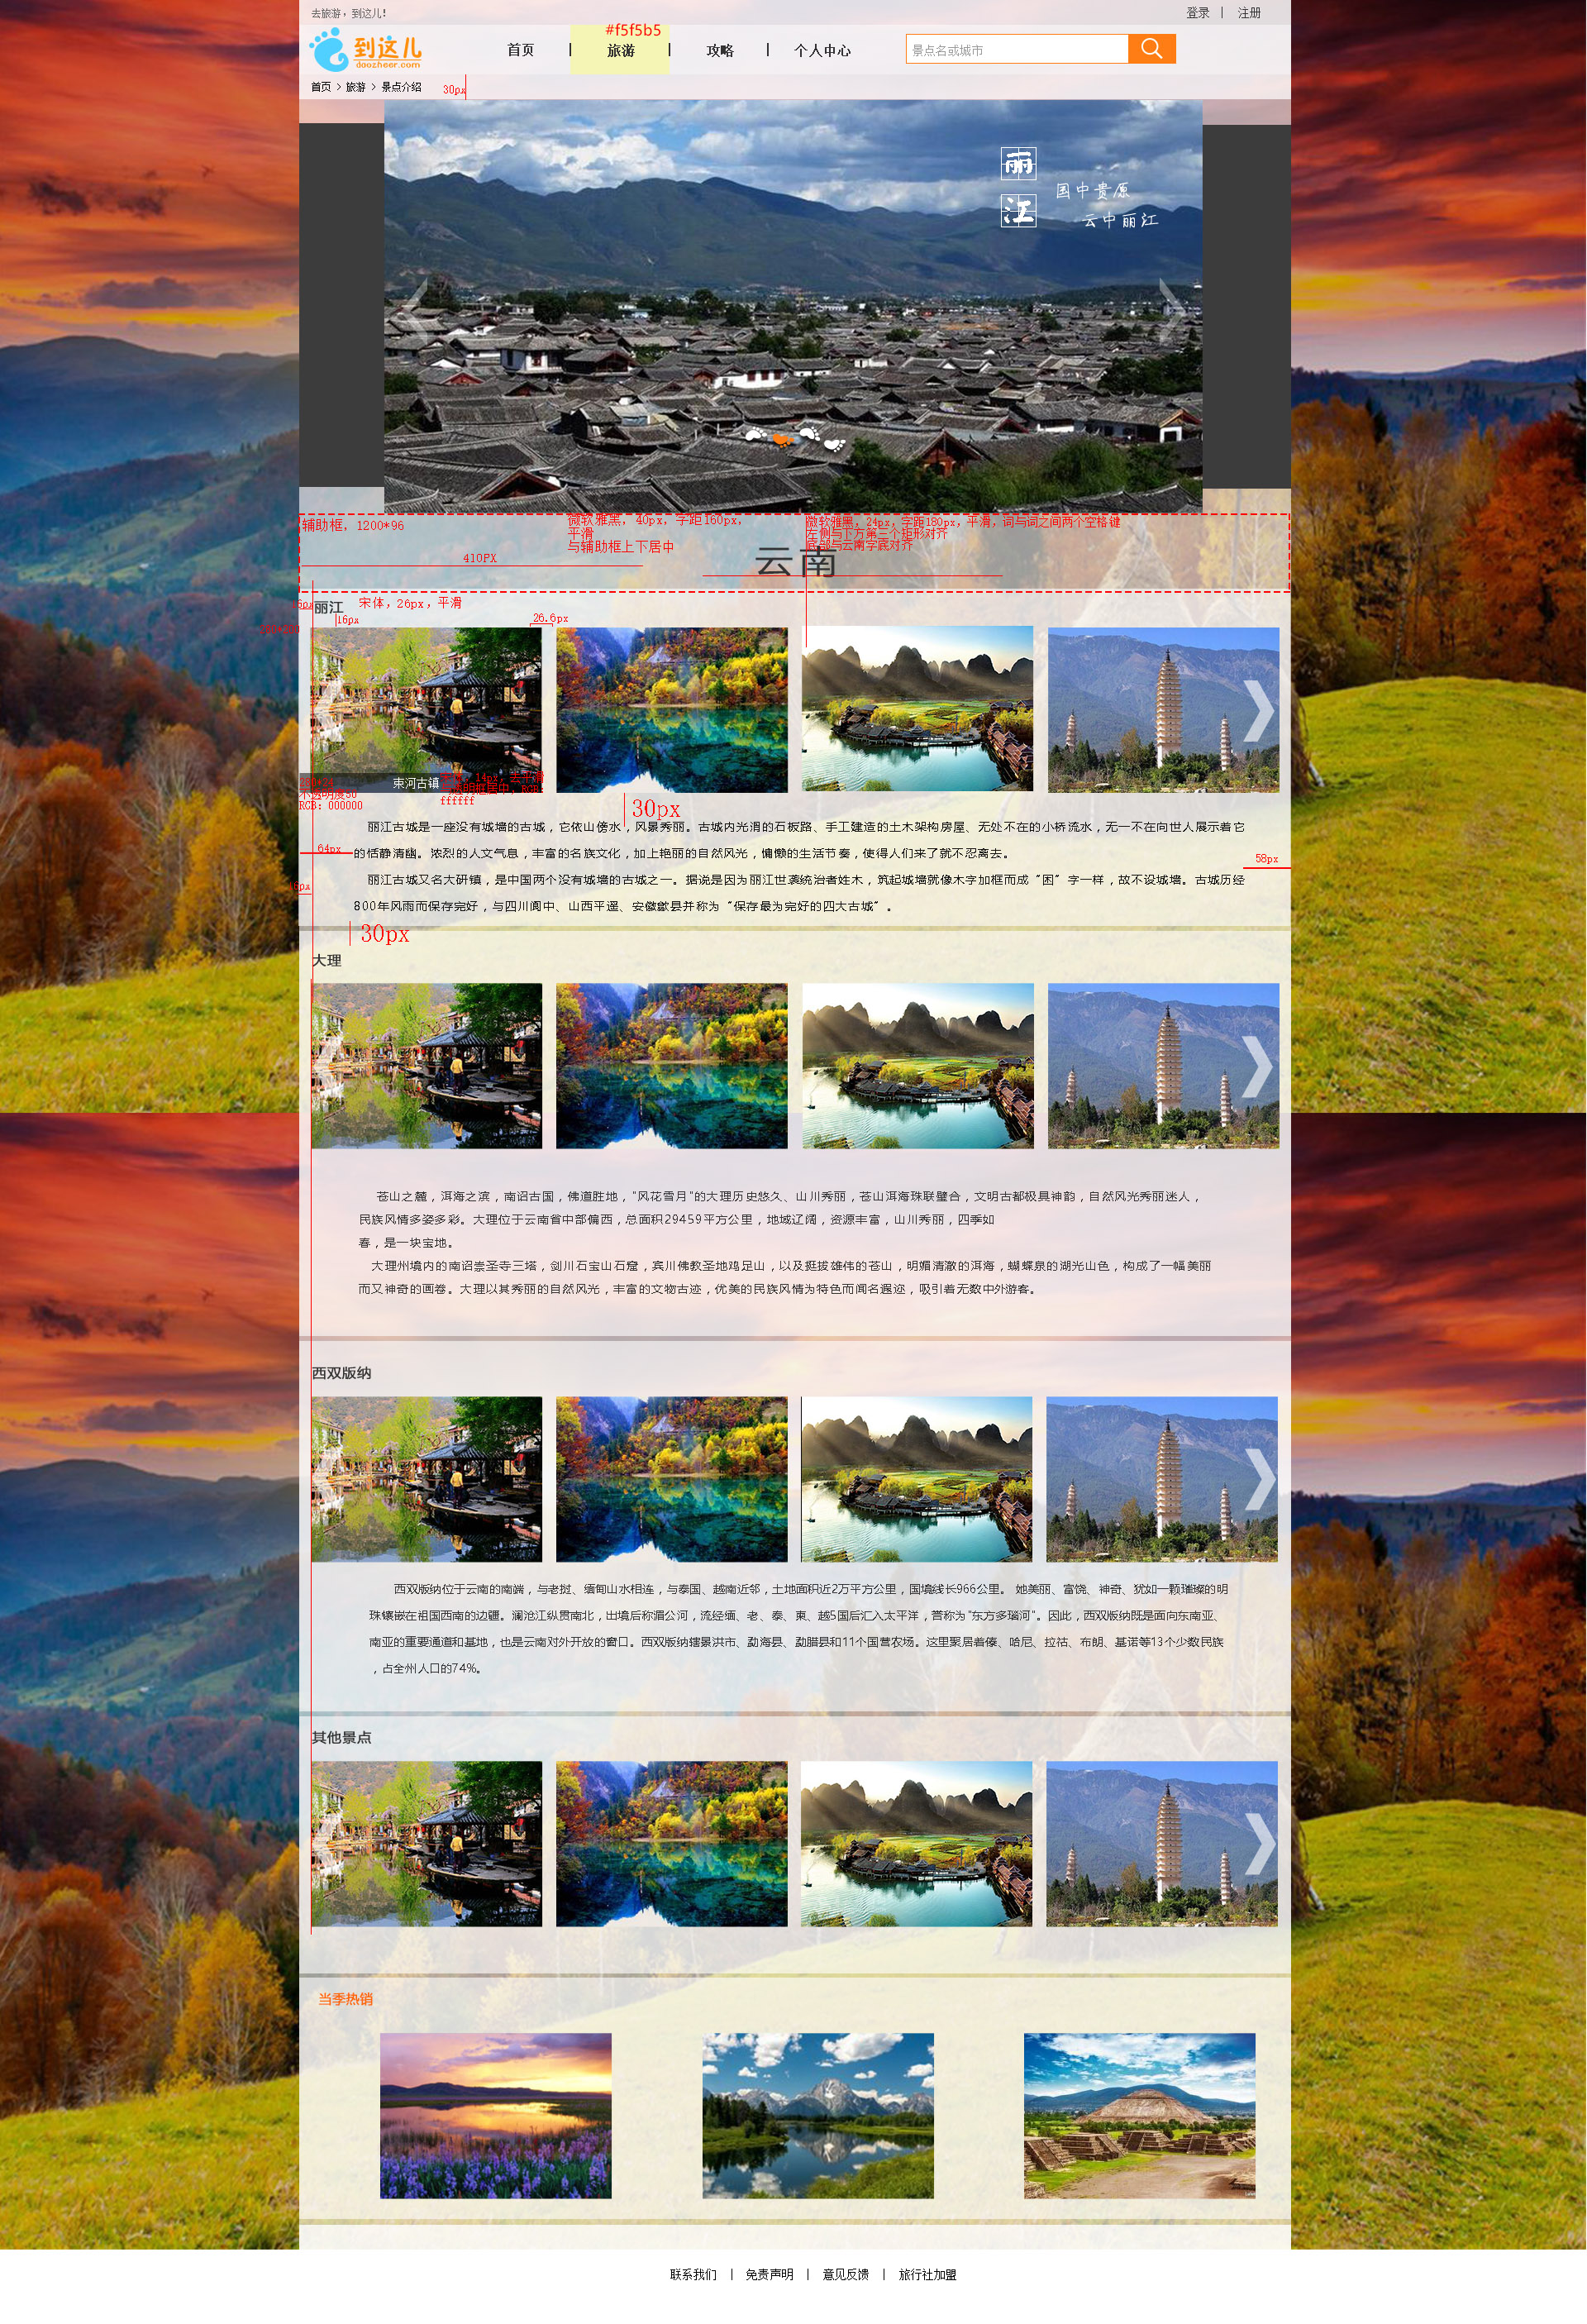 去旅游，到这儿！
登录 | 注册
到这儿
daozheer.com
首页 | 旅游 | 攻略 | 个人中心
#f5f5b5
景点名或城市
首页 > 旅游 > 景点介绍
30px
丽江
国中贵原
云中丽江
辅助框，1200*96
微软雅黑，40px，字距160px，
平滑
与辅助框上下居中
微软雅黑，24px，字距180px，平滑，词与词之间两个空格键
左侧与下方第三个矩形对齐
底部与云南字底对齐
410PX
云南
丽江
宋体，26px，平滑
16px
26.6px
束河古镇
不透明度50
RGB：000000
ffffff
30px
丽江古城是一座没有城墙的古城，它依山傍水，风景秀丽。古城内光滑的石板路、手工建造的土木架构房屋、无处不在的小桥流水，无一不在向世人展示着它
的恬静清幽。浓烈的人文气息，丰富的名族文化，加上艳丽的自然风光，慵懒的生活节奏，使得人们来了就不忍离去。
64px
58px
丽江古城又名大研镇，是中国两个没有城墙的古城之一。据说是因为丽江世袭统治者姓木，筑起城墙就像木字加框而成“困”字一样，故不设城墙。古城历经
800年风雨而保存完好，与四川阆中、山西平遥、安徽歙县并称为“保存最为完好的四大古城”。
30px
大理
苍山之麓，洱海之滨，南诏古国，佛道胜地，"风花雪月"的大理历史悠久、山川秀丽，苍山洱海珠联璧合，文明古都极具神韵，自然风光秀丽迷人，
民族风情多姿多彩。大理位于云南省中部偏西，总面积29459平方公里，地域辽阔，资源丰富，山川秀丽，四季如
春，是一块宝地。
大理州境内的南诏崇圣寺三塔，剑川石宝山石窟，宾川佛教圣地鸡足山，以及挺拔雄伟的苍山，明媚清澈的洱海，蝴蝶泉的湖光山色，构成了一幅美丽
而又神奇的画卷。大理以其秀丽的自然风光，丰富的文物古迹，优美的民族风情为特色而闻名遐迩，吸引着无数中外游客。
西双版纳
西双版纳位于云南的南端，与老挝、缅甸山水相连，与泰国、越南近邻，土地面积近2万平方公里，国境线长966公里。 她美丽、富饶、神奇、犹如一颗璀璨的明
珠镶嵌在祖国西南的边疆。澜沧江纵贯南北，出境后称湄公河，流经缅、老、泰、柬、越5国后汇入太平洋，誉称为"东方多瑙河"。因此，西双版纳既是面向东南亚、
南亚的重要通道和基地，也是云南对外开放的窗口。西双版纳辖景洪市、勐海县、勐腊县和11个国营农场。这里聚居着傣、哈尼、拉祜、布朗、基诺等13个少数民族
，占全州人口的74%。
其他景点
当季热销
联系我们 | 免责声明 | 意见反馈 | 旅行社加盟